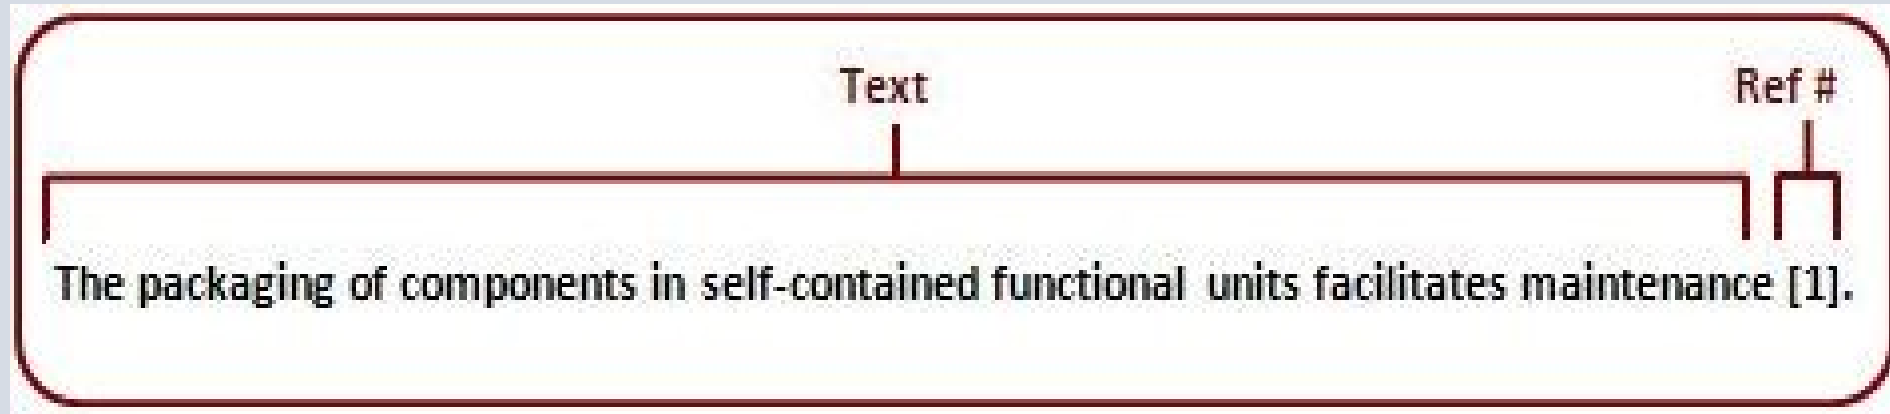 Text Ref #
The packaging of components in self-contained functional units facilitates maintenance [1].